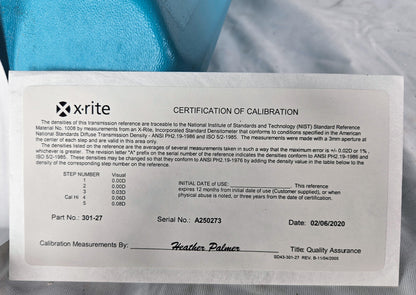 x·rite
CERTIFICATION OF CALIBRATION
The densities of this transmission reference are traceable to the National Institute of Standards and Technology (NIST) Standard Reference
Material No. 1008 by measurements from an X-Rite, Incorporated Standard Densitometer that conforms to conditions specified in the American
National Standards Diffuse Transmission Density - ANSI PH2.19-1986 and ISO 5/2-1985. The measurements were made with a 3mm aperture
at the center of each step and are valid in this area only.
The densities listed on the reference are the averages of several measurements taken in such a way that the maximum error is +/- 0.02D or 1%,
whichever is greater. The revision letter "A" prefix on the serial number of the reference indicates the densities conform to ANSI PH2.19-1986 and
ISO 5/2-1985. These densities may be changed so that they conform to ANSI PH2.19-1976 by adding the density value in the table below to the
density of the corresponding step number on the reference.
STEP NUMBER Visual
1 0.00D
2 0.00D
3 0.03D
Cal Hi 4 0.06D
5 0.08D
INITIAL DATE of USE: This reference
expires 12 months from initial date of use (Customer supplied), or when
physical abuse is noted, or three years from the date of certification.
Part No.: 301-27 Serial No.: A250273 Date: 02/06/2020
Calibration Measurements By: Heather Palmer Title: Quality Assurance
SD43-301-27 REV. B-11/04/2005